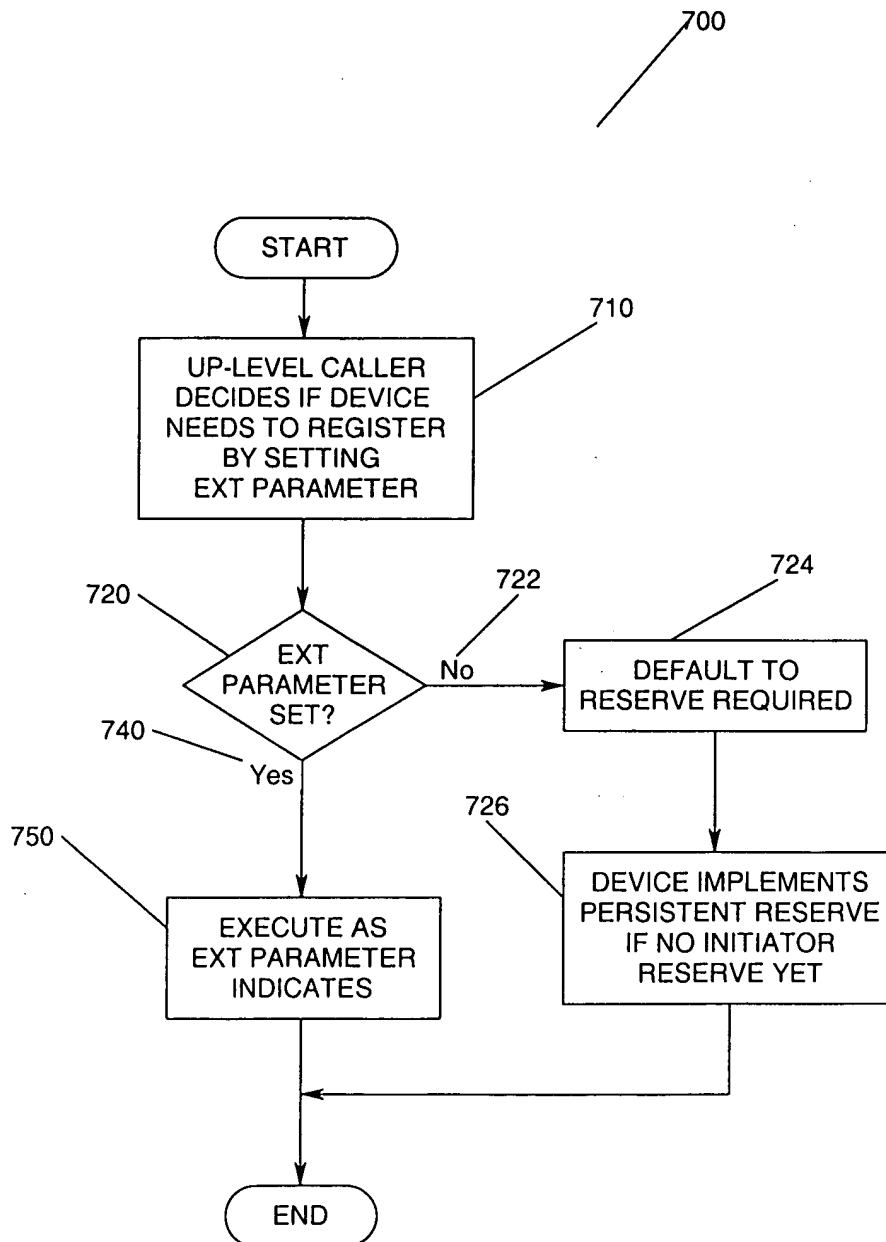 700
START
710
UP-LEVEL CALLER
DECIDES IF DEVICE
NEEDS TO REGISTER
BY SETTING
EXT PARAMETER
720
722
724
EXT
PARAMETER
SET?
No
DEFAULT TO
RESERVE REQUIRED
740
Yes
726
750
DEVICE IMPLEMENTS
PERSISTENT RESERVE
IF NO INITIATOR
RESERVE YET
EXECUTE AS
EXT PARAMETER
INDICATES
END